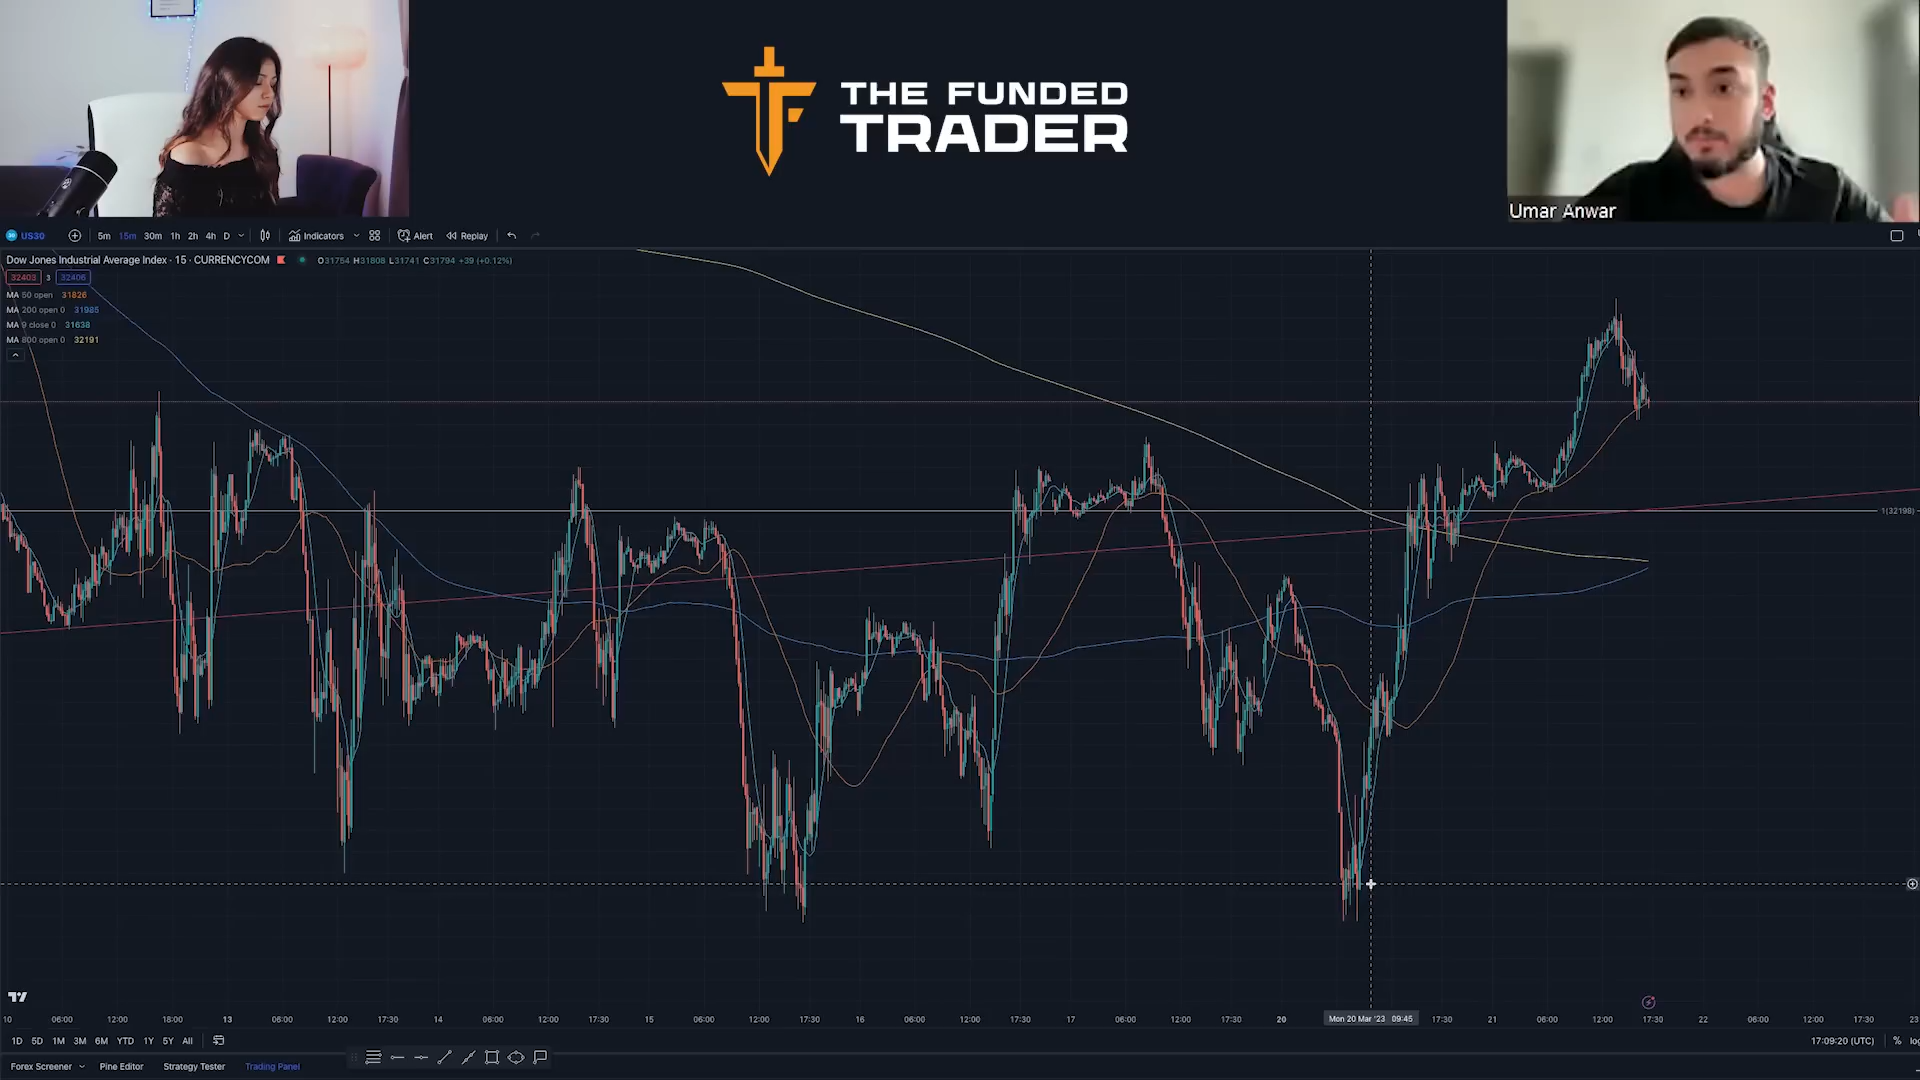 THE FUNDED
TRADER
Umar Anwar
US30 5m 15m 30m 1h 2h 4h D Indicators Alert Replay
Dow Jones Industrial Average Index · 15 · CURRENCYCOM O31754 H31808 L31741 C31794 +39 (+0.12%)
32403 3 32406
MA 50 open 31826
MA 200 open 0 31985
MA 9 close 0 31638
MA 800 open 0 32191
1(32198)
10 06:00 12:00 18:00 13 06:00 12:00 17:30 14 06:00 12:00 17:30 15 06:00 12:00 17:30 16 06:00 12:00 17:30 17 06:00 12:00 17:30 20 Mon 20 Mar '23 09:45 17:30 21 06:00 12:00 17:30 22 06:00 12:00 17:30 23
1D 5D 1M 3M 6M YTD 1Y 5Y All 17:09:20 (UTC) % log
Forex Screener Pine Editor Strategy Tester Trading Panel